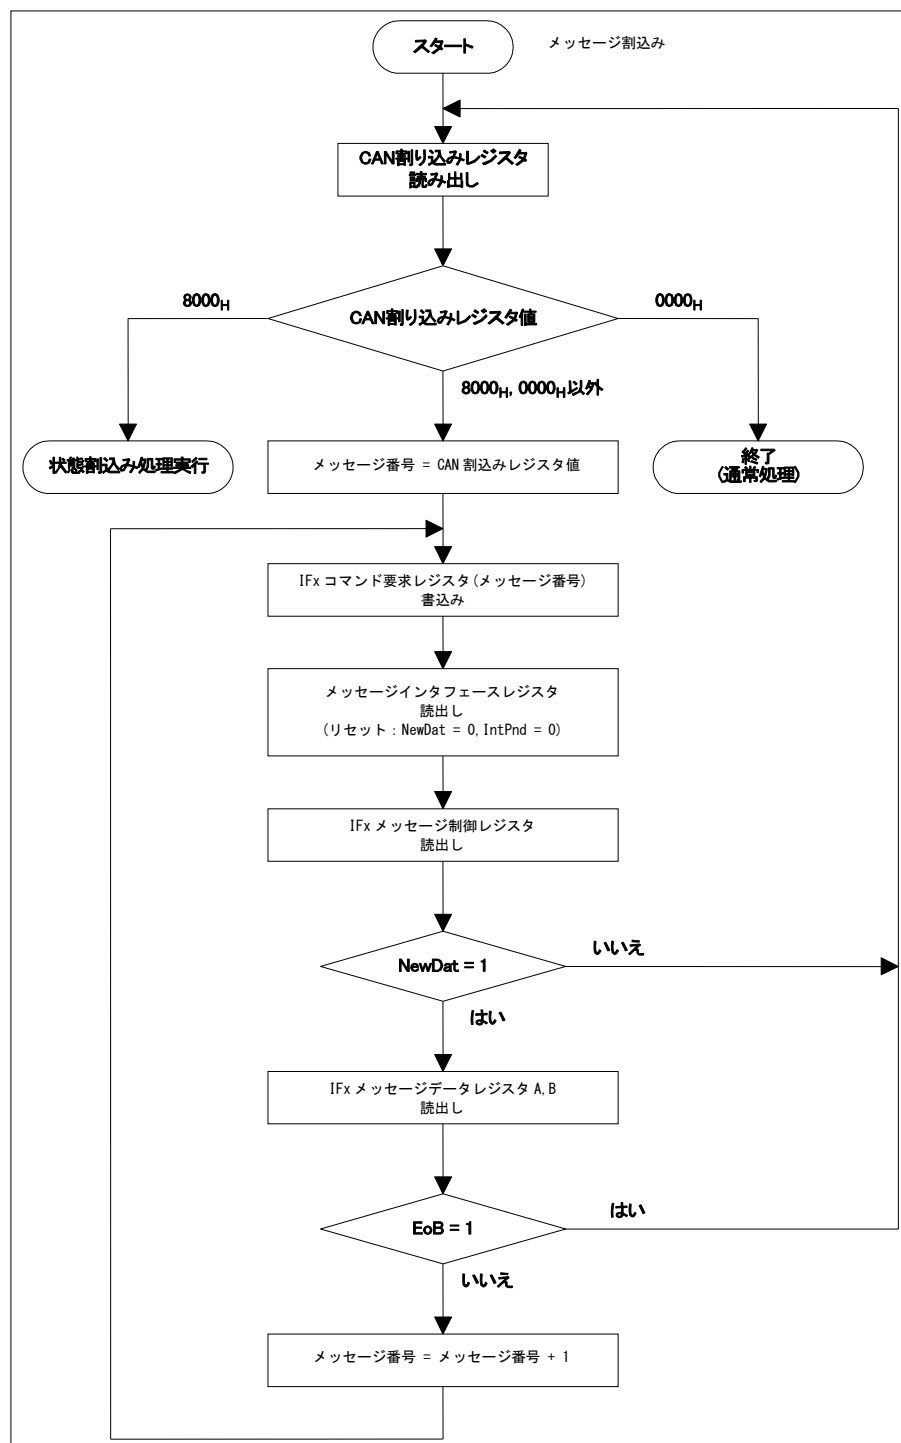 スタート
メッセージ割込み
CAN割り込みレジスタ
読み出し
8000H
0000H
CAN割り込みレジスタ値
8000H, 0000H以外
状態割込み処理実行
メッセージ番号 = CAN 割込みレジスタ値
終了
(通常処理)
IFx コマンド要求レジスタ(メッセージ番号)
書込み
メッセージインタフェースレジスタ
読出し
(リセット：NewDat = 0, IntPnd = 0)
IFx メッセージ制御レジスタ
読出し
いいえ
NewDat = 1
はい
IFx メッセージデータレジスタ A, B
読出し
はい
EoB = 1
いいえ
メッセージ番号 = メッセージ番号 + 1